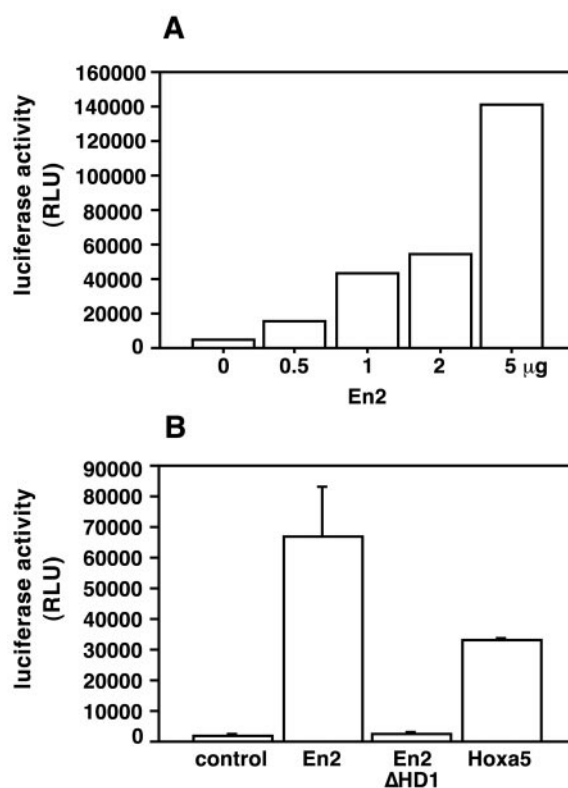 A
luciferase activity
(RLU)
160000
140000
120000
100000
80000
60000
40000
20000
0
0 0.5 1 2 5 μg
En2
B
luciferase activity
(RLU)
90000
80000
70000
60000
50000
40000
30000
20000
10000
0
control En2 En2 Hoxa5
ΔHD1